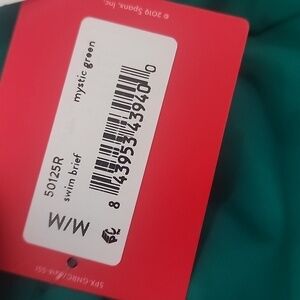 © 2019 Spanx, Inc.
mystic green
8 43953 43940 0
50125R
swim brief
M/M